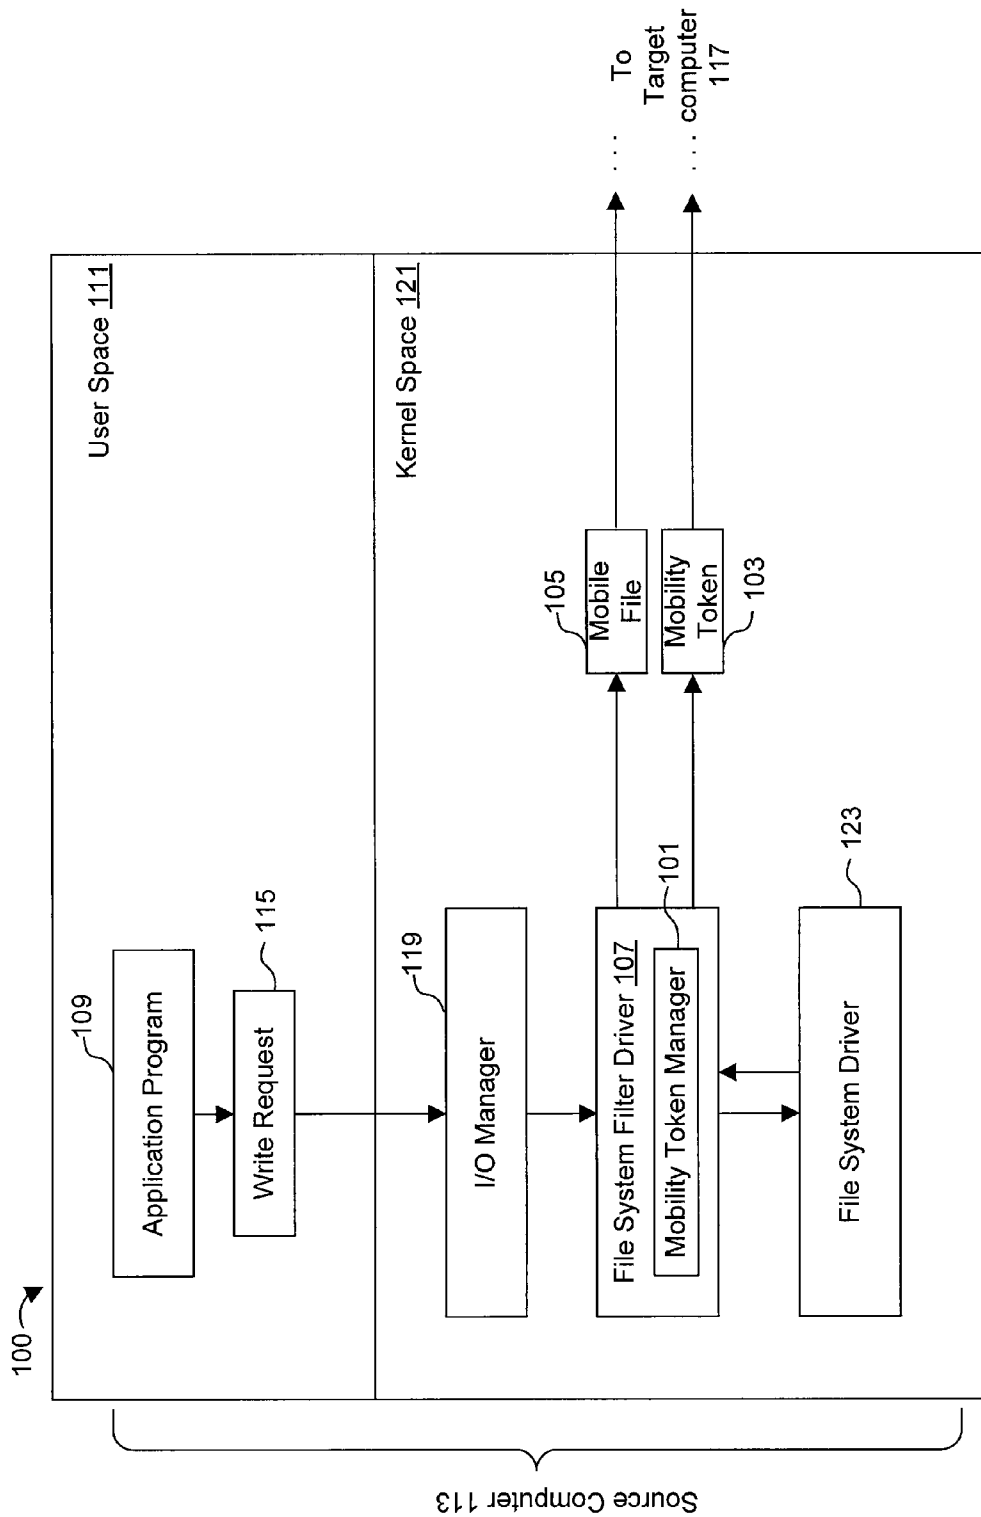 100
User Space 111
109
Application Program
115
Write Request
Kernel Space 121
119
I/O Manager
File System Filter Driver 107
101
Mobility Token Manager
105
Mobile
File
Mobility
Token
103
. . .
. . .
To
Target
computer
117
123
File System Driver
Source Computer 113